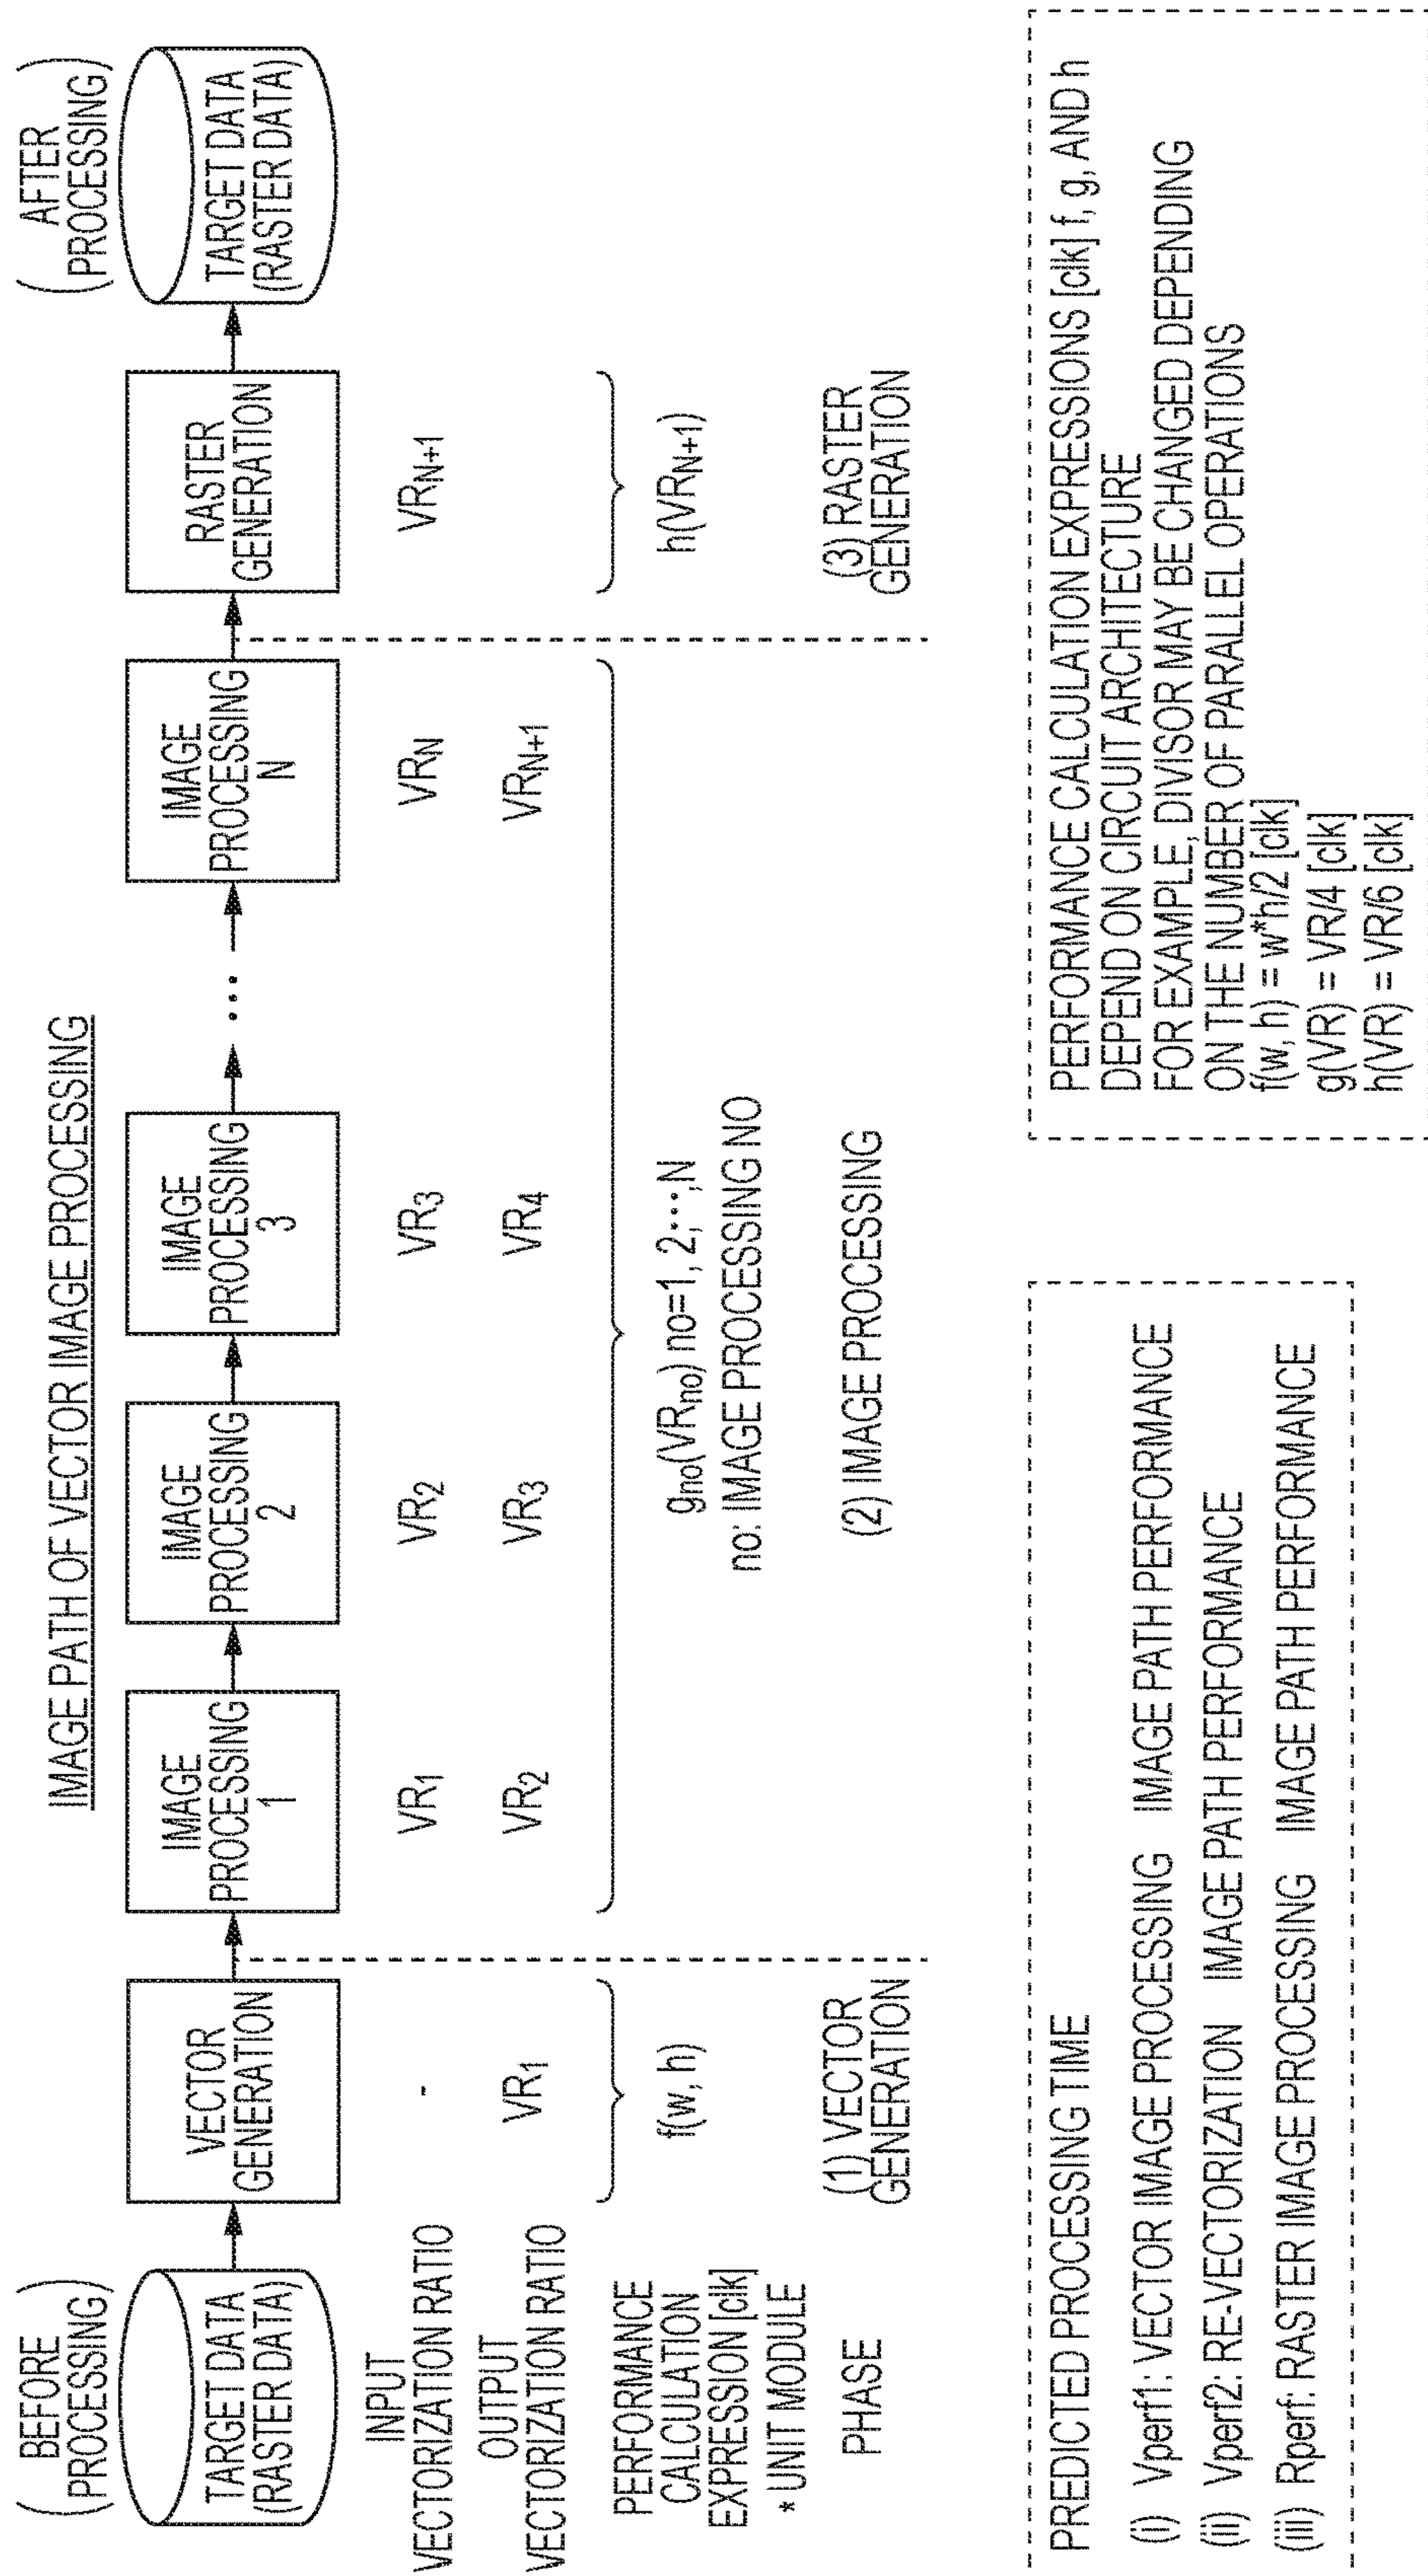 IMAGE PATH OF VECTOR IMAGE PROCESSING
(BEFORE
PROCESSING)
TARGET DATA
(RASTER DATA)
VECTOR
GENERATION
IMAGE
PROCESSING
1
IMAGE
PROCESSING
2
IMAGE
PROCESSING
3
...
IMAGE
PROCESSING
N
RASTER
GENERATION
(AFTER
PROCESSING)
TARGET DATA
(RASTER DATA)
INPUT
VECTORIZATION RATIO
-
VR1
VR2
VR3
VRN
VRN+1
OUTPUT
VECTORIZATION RATIO
VR1
VR2
VR3
VR4
VRN+1
PERFORMANCE
CALCULATION
EXPRESSION [clk]
* UNIT MODULE
f(w, h)
gno(VRno) no=1, 2,···,N
no: IMAGE PROCESSING NO
h(VRN+1)
PHASE
(1) VECTOR
GENERATION
(2) IMAGE PROCESSING
(3) RASTER
GENERATION
PREDICTED PROCESSING TIME
(i) Vperf1: VECTOR IMAGE PROCESSING IMAGE PATH PERFORMANCE
(ii) Vperf2: RE-VECTORIZATION IMAGE PATH PERFORMANCE
(iii) Rperf: RASTER IMAGE PROCESSING IMAGE PATH PERFORMANCE
PERFORMANCE CALCULATION EXPRESSIONS [clk] f, g, AND h
DEPEND ON CIRCUIT ARCHITECTURE
FOR EXAMPLE, DIVISOR MAY BE CHANGED DEPENDING
ON THE NUMBER OF PARALLEL OPERATIONS
f(w, h) = w*h/2 [clk]
g(VR) = VR/4 [clk]
h(VR) = VR/6 [clk]